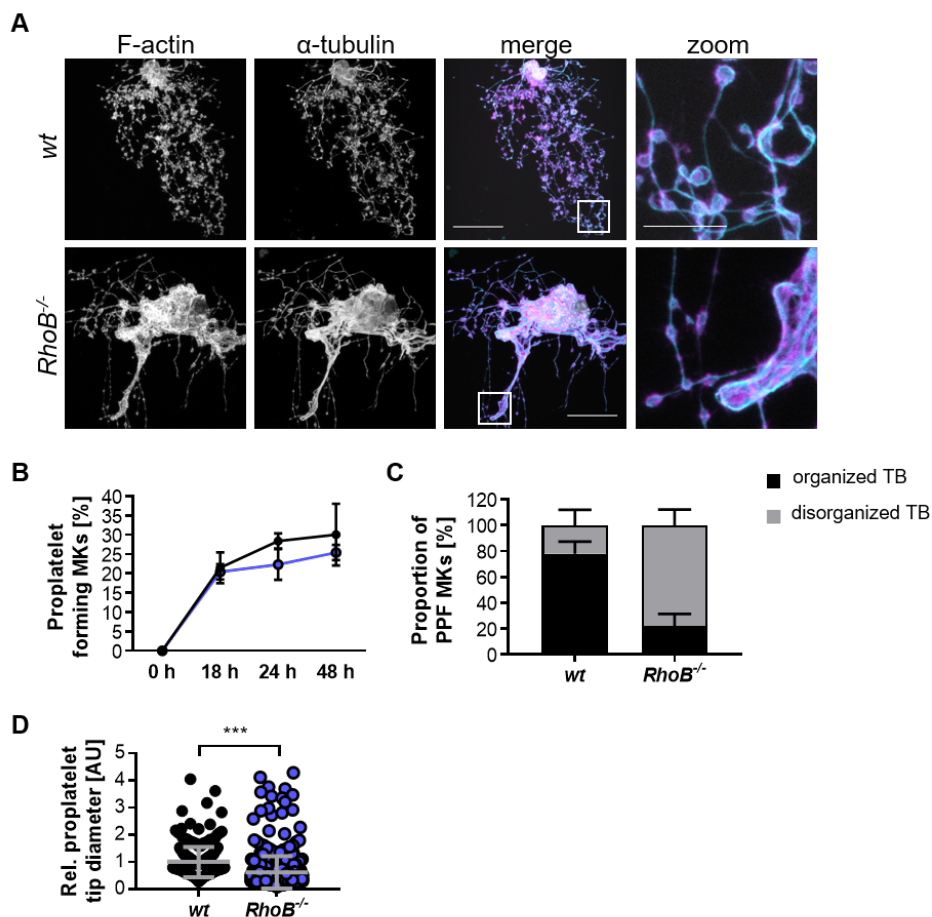 A
F-actin
α-tubulin
merge
zoom
wt
RhoB-/-
B
Proplatelet
forming MKs [%]
40
35
30
25
20
15
10
5
0
0 h
18 h
24 h
48 h
C
Proportion of
PPF MKs [%]
120
100
80
60
40
20
0
wt
RhoB-/-
organized TB
disorganized TB
D
***
Rel. proplatelet
tip diameter [AU]
5
4
3
2
1
0
wt
RhoB-/-